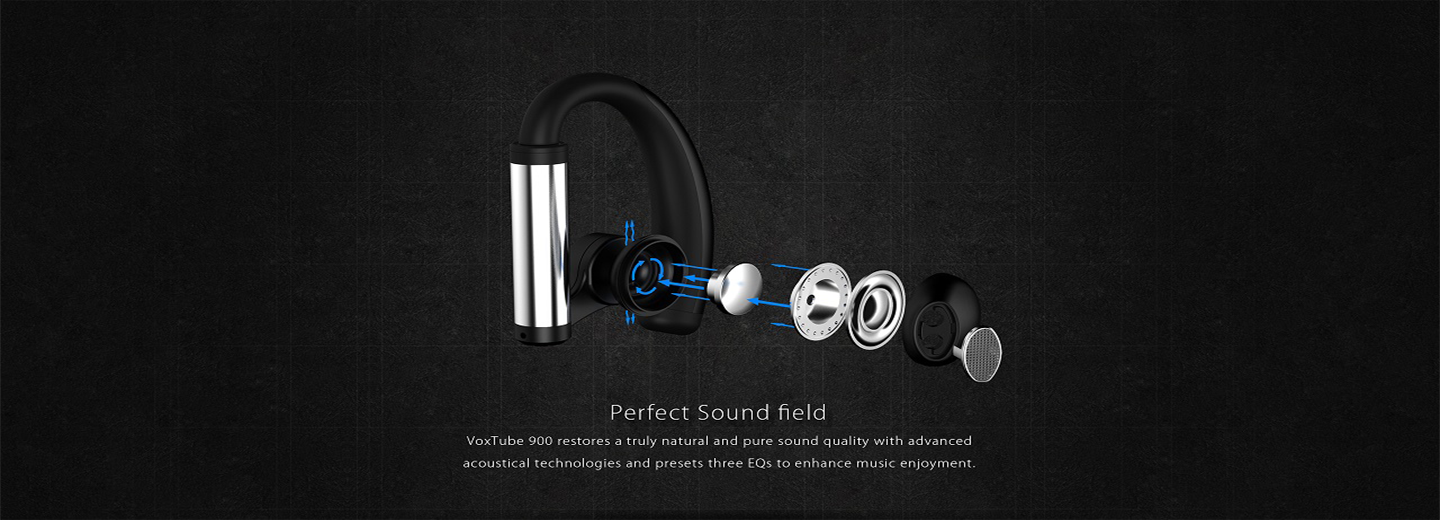 Perfect Sound field
VoxTube 900 restores a truly natural and pure sound quality with advanced
acoustical technologies and presets three EQs to enhance music enjoyment.